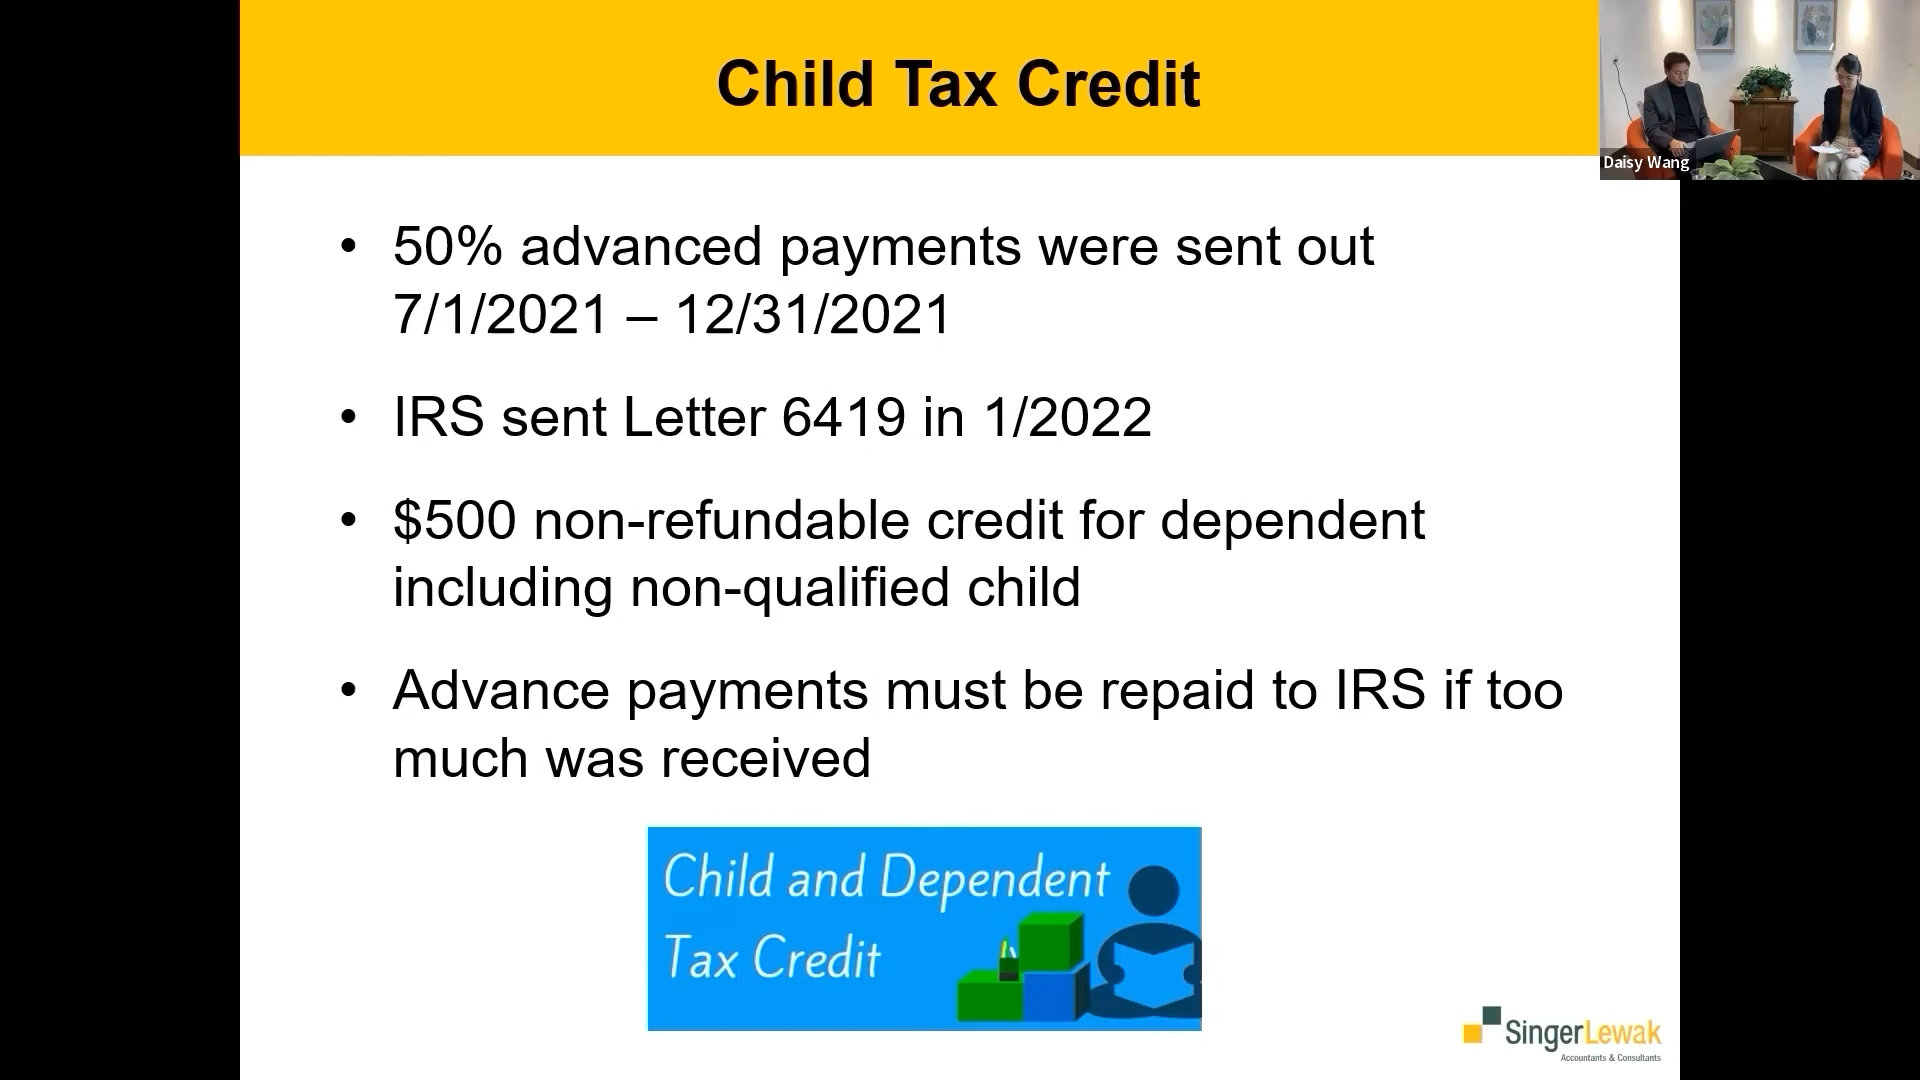 Child Tax Credit
Daisy Wang
• 50% advanced payments were sent out
7/1/2021 – 12/31/2021
• IRS sent Letter 6419 in 1/2022
• $500 non-refundable credit for dependent
including non-qualified child
• Advance payments must be repaid to IRS if too
much was received
Child and Dependent
Tax Credit
SingerLewak
Accountants & Consultants